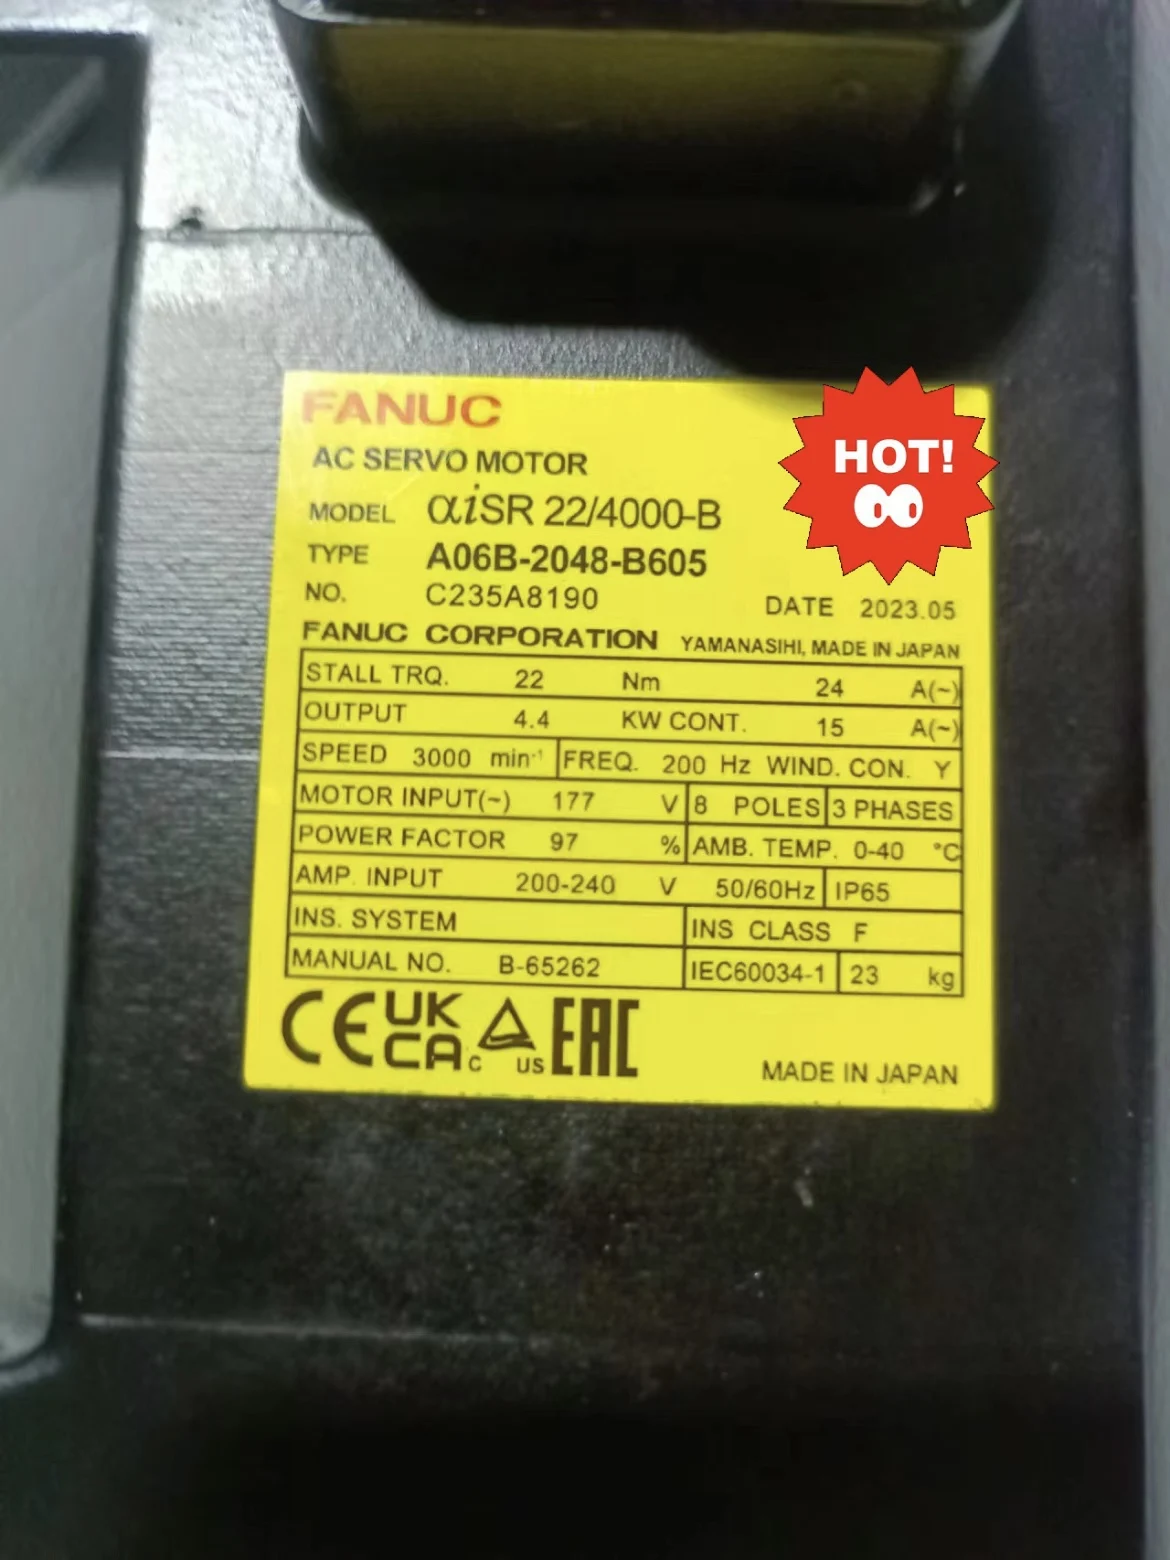 FANUC
HOT!
AC SERVO MOTOR
MODEL αiSR 22/4000-B
TYPE A06B-2048-B605
NO. C235A8190 DATE 2023.05
FANUC CORPORATION YAMANASIHI, MADE IN JAPAN
STALL TRQ. 22 Nm 24 A(~)
OUTPUT 4.4 KW CONT. 15 A(~)
SPEED 3000 min⁻¹ FREQ. 200 Hz WIND. CON. Y
MOTOR INPUT(~) 177 V 8 POLES 3 PHASES
POWER FACTOR 97 % AMB. TEMP. 0-40 °C
AMP. INPUT 200-240 V 50/60Hz IP65
INS. SYSTEM INS CLASS F
MANUAL NO. B-65262 IEC60034-1 23 kg
CE UK CA C US EAC
MADE IN JAPAN